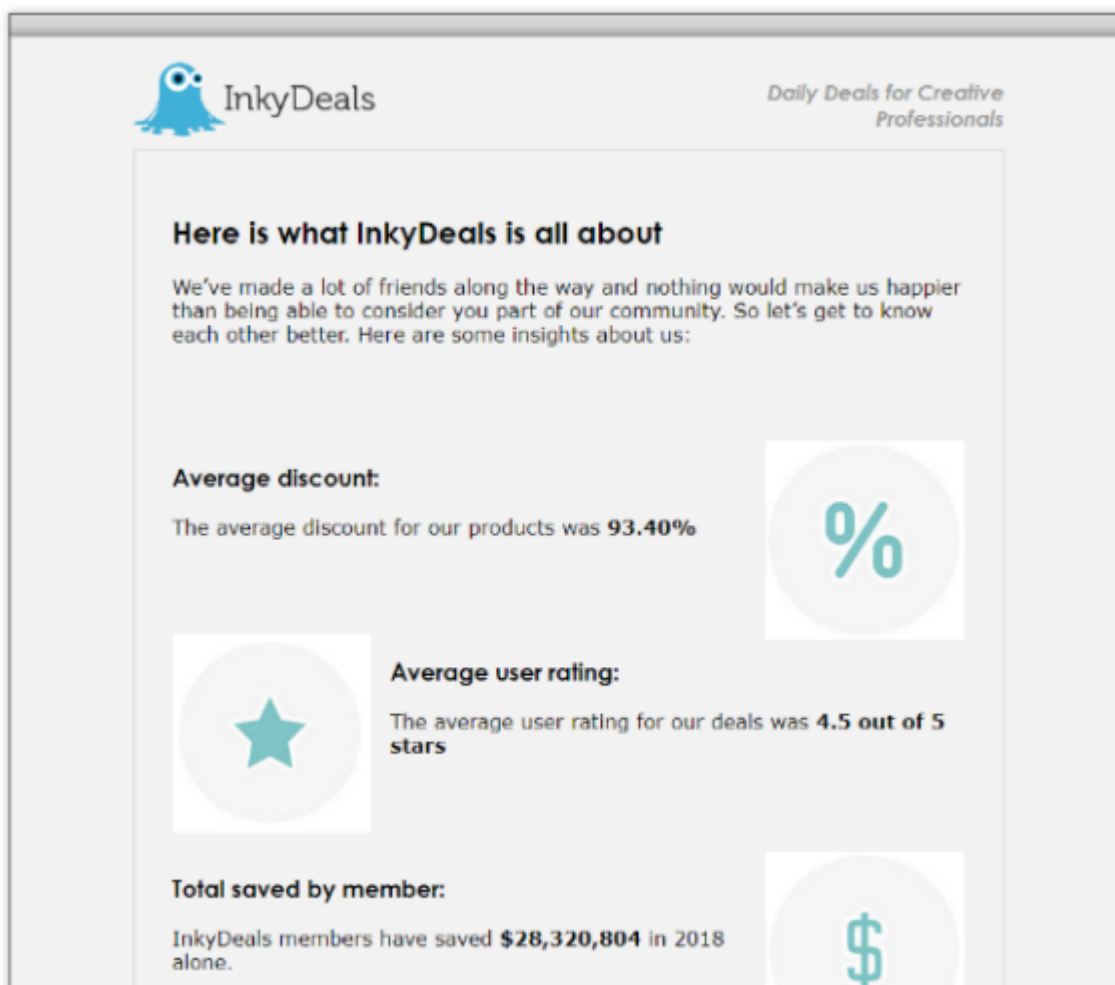 InkyDeals
Daily Deals for Creative
Professionals
Here is what InkyDeals is all about
We've made a lot of friends along the way and nothing would make us happier
than being able to consider you part of our community. So let's get to know
each other better. Here are some insights about us:
Average discount:
The average discount for our products was 93.40%
%
Average user rating:
The average user rating for our deals was 4.5 out of 5
stars
Total saved by member:
InkyDeals members have saved $28,320,804 in 2018
alone.
$